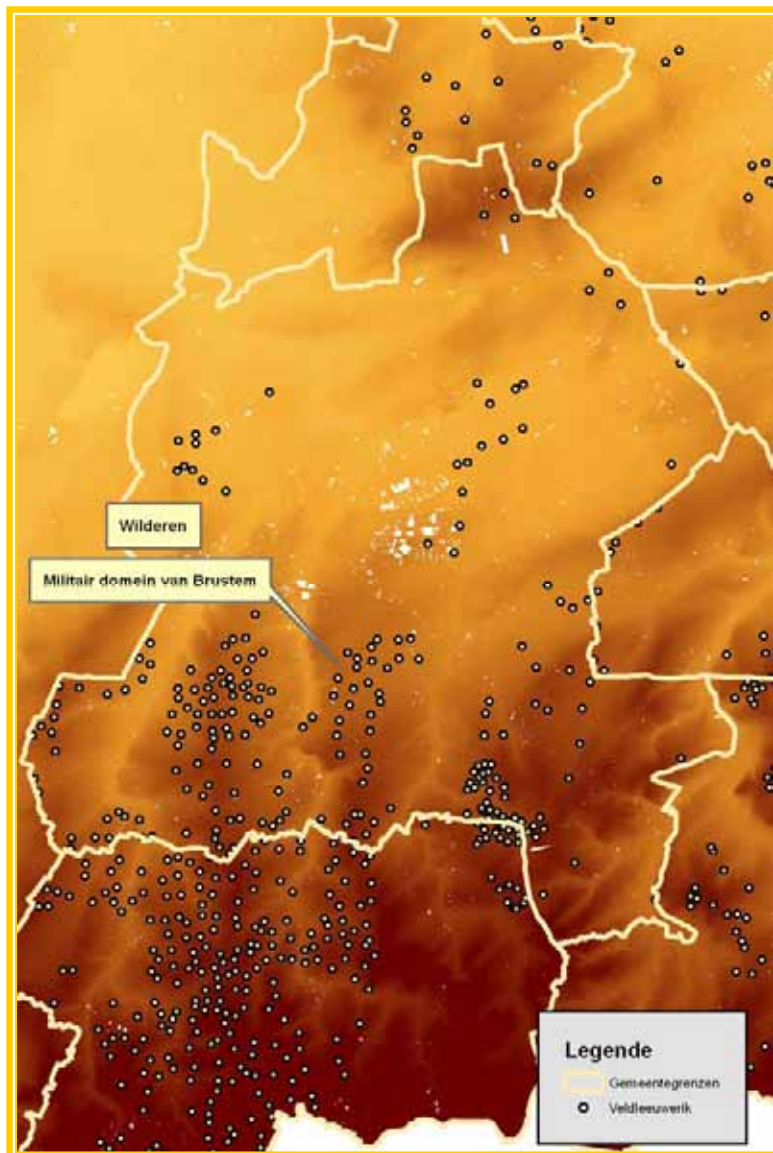 Wilderen
Militair domein van Brustem
Legende
Gemeentegrenzen
Veldleeuwerik